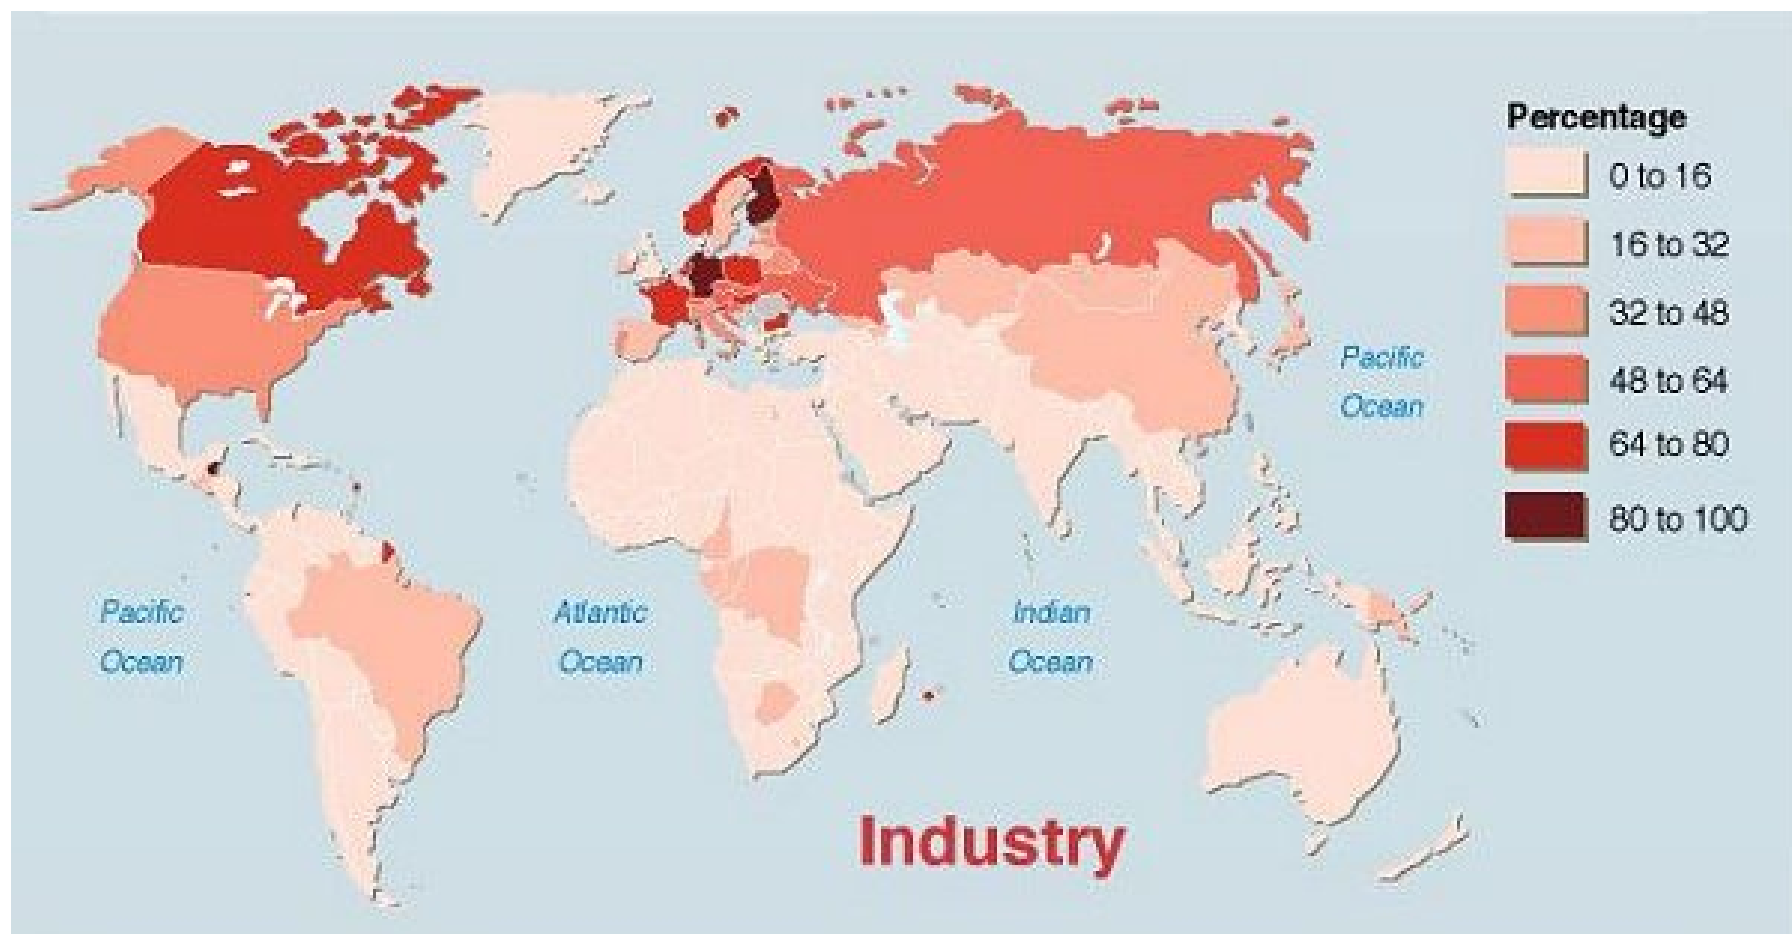 Percentage
0 to 16
16 to 32
32 to 48
48 to 64
64 to 80
80 to 100
Pacific
Ocean
Pacific
Ocean
Atlantic
Ocean
Indian
Ocean
Industry